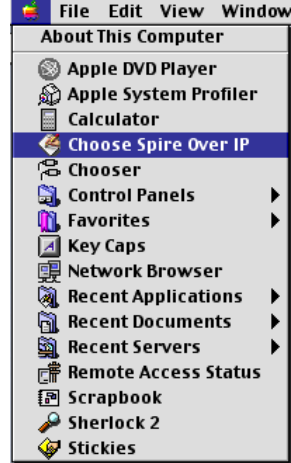 File Edit View Window
About This Computer
Apple DVD Player
Apple System Profiler
Calculator
Choose Spire Over IP
Chooser
Control Panels
Favorites
Key Caps
Network Browser
Recent Applications
Recent Documents
Recent Servers
Remote Access Status
Scrapbook
Sherlock 2
Stickies